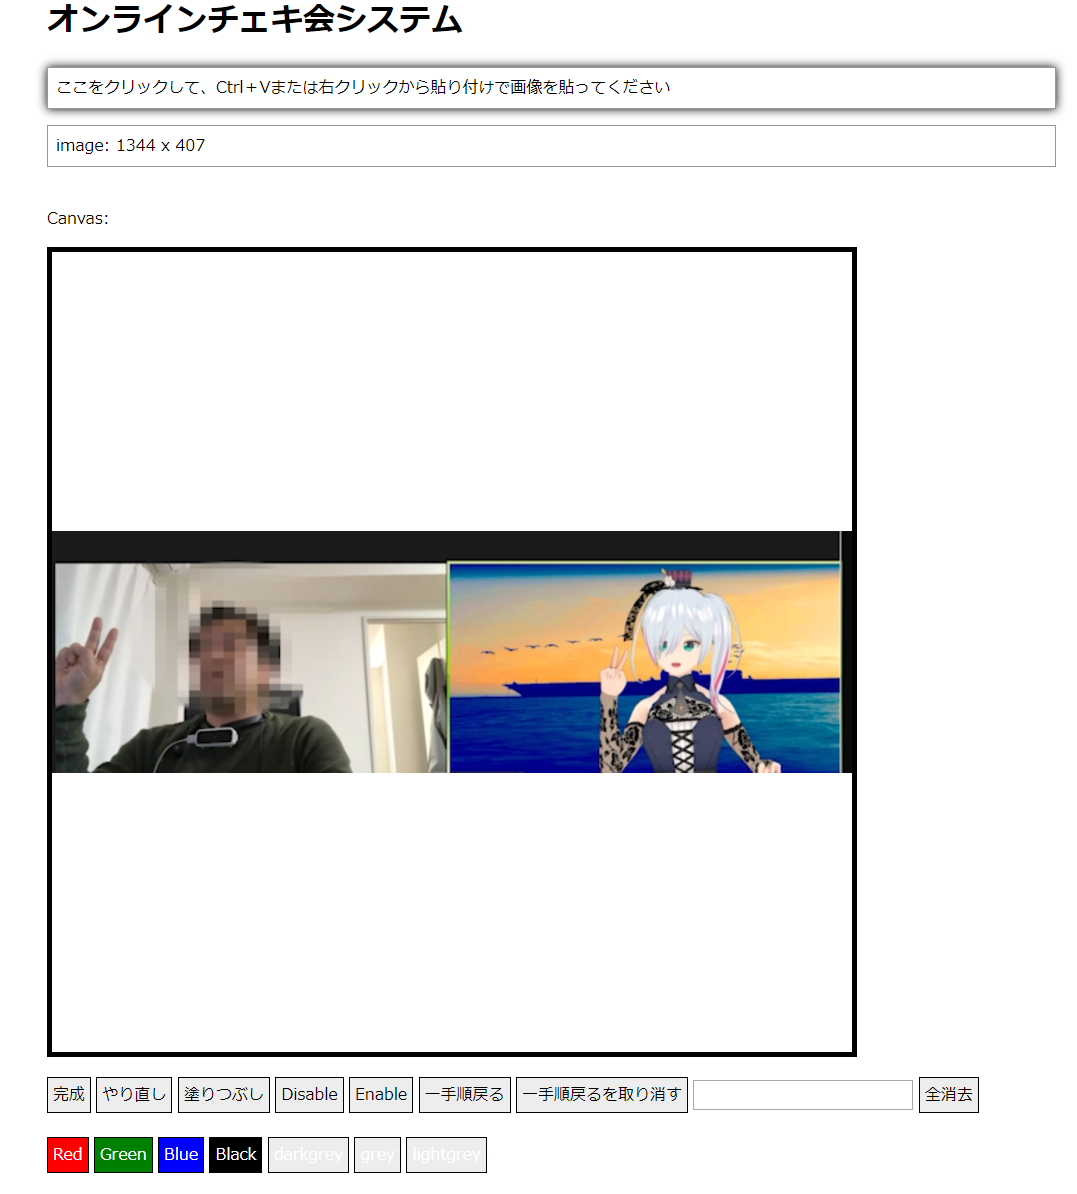 オンラインチェキ会システム
ここをクリックして、Ctrl+Vまたは右クリックから貼り付けで画像を貼ってください
image: 1344 x 407
Canvas:
完成 やり直し 塗りつぶし Disable Enable 一手順戻る 一手順戻るを取り消す 全消去
Red Green Blue Black darkgrey grey lightgrey